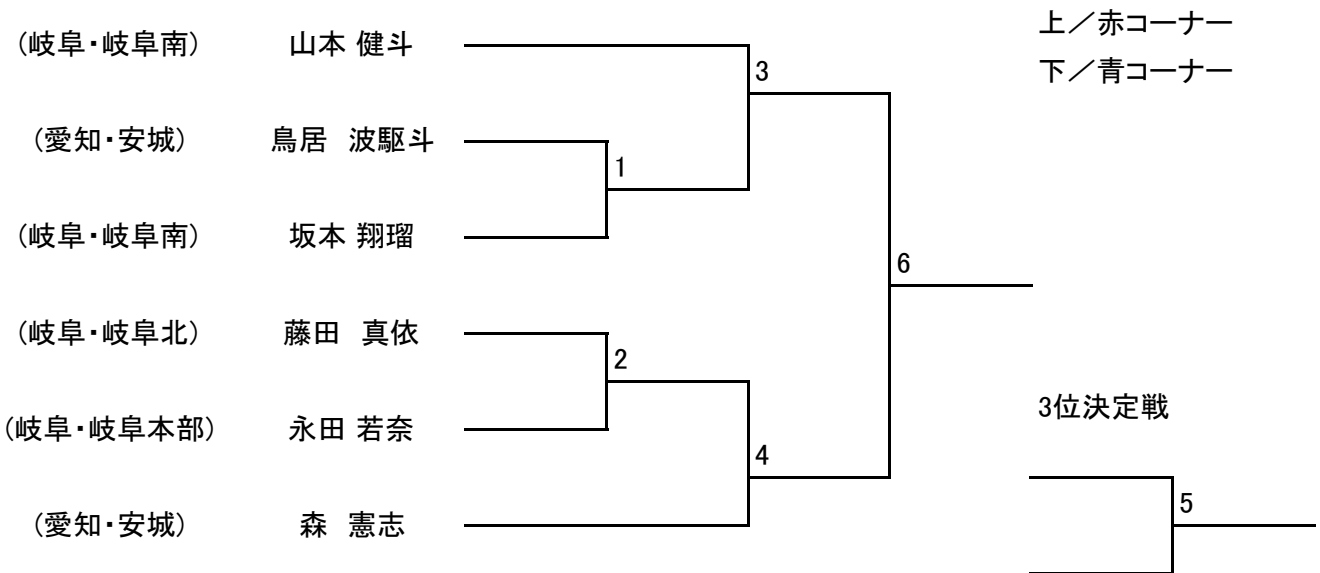 上／赤コーナー
(岐阜・岐阜南) 山本 健斗
3
下／青コーナー
(愛知・安城) 鳥居 波駆斗
1
(岐阜・岐阜南) 坂本 翔瑠
6
(岐阜・岐阜北) 藤田 真依
2
3位決定戦
(岐阜・岐阜本部) 永田 若奈
4
5
(愛知・安城) 森 憲志